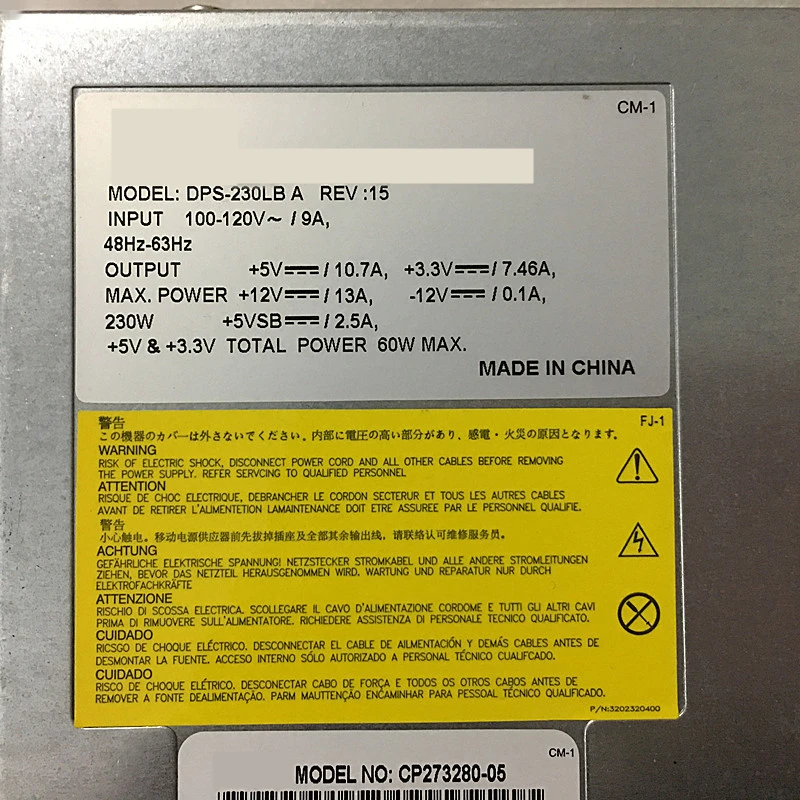 CM-1
MODEL: DPS-230LB A REV :15
INPUT 100-120V～ / 9A,
48Hz-63Hz
OUTPUT +5V⎓ / 10.7A, +3.3V⎓ / 7.46A,
MAX. POWER +12V⎓ / 13A, -12V⎓ / 0.1A,
230W +5VSB⎓ / 2.5A,
+5V & +3.3V TOTAL POWER 60W MAX.
MADE IN CHINA
警告
FJ-1
この機器のカバーは外さないでください。内部に電圧の高い部分があり、感電・火災の原因となります。
WARNING
RISK OF ELECTRIC SHOCK, DISCONNECT POWER CORD AND ALL OTHER CABLES BEFORE REMOVING
THE POWER SUPPLY. REFER SERVCING TO QUALIFIED PERSONNEL
ATTENTION
RISQUE DE CHOC ELECTRIQUE, DEBRANCHER LE CORDON SECTERUR ET TOUS LES AUTRES CABLES
AVANT DE RETIRER L'ALIMENTETION LAMAINTENANCE DOIT ETRE ASSUREE PAR LE PERSONNEL QUALIFIE.
警告
小心触电。移动电源供应器前先拔掉插座及全部其余输出线，请联络认可维修服务员。
ACHTUNG
GEFÄHRLICHE ELEKTRISCHE SPANNUNG! NETZSTECKER STROMKABEL UND ALLE ANDERE STROMLEITUNGEN
ZIEHEN, BEVOR DAS NETZTEIL HERAUSGENOMMEN WIRD. WARTUNG UND REPARATUR NUR DURCH
ELEKTROFACHKRÄFTE
ATTENZIONE
RISCHIO DI SCOSSA ELECTRICA. SCOLLEGARE IL CAVO D'ALIMENTAZIONE CORDOME E TUTTI GLI ALTRI CAVI
PRIMA DI RIMUOVERE SULL'ALIMENTATORE. RICHIEDERE ASSISTENZA DI PERSONALE TECNICO QUALIFICATO.
CUIDADO
RICSGO DE CHOQUE ELÉCTRICO. DESCONNECTAR EL CABLE DE AILMENTACIÓN Y DEMÁS CABLES ANTES DE
DESMONTAR LA FUENTE. ACCESO INTERNO SÓLO AUTORIZADO A PERSONAL TÉCNICO CUALIFCADO.
CUIDADO
RISCO DE CHOQUE ELÉTRICO. DESCONECTAR CABO DE FORÇA E TODOS OS OTROS CABOS ANTES DE
REMOVER A FONTE DEALIMENTAÇÃO. PARM MAUTTENÇÃO ENCAMINHAR PARA PESSOAL TÉCNICO QUALIFICADO.
P/N:3202320400
CM-1
MODEL NO: CP273280-05